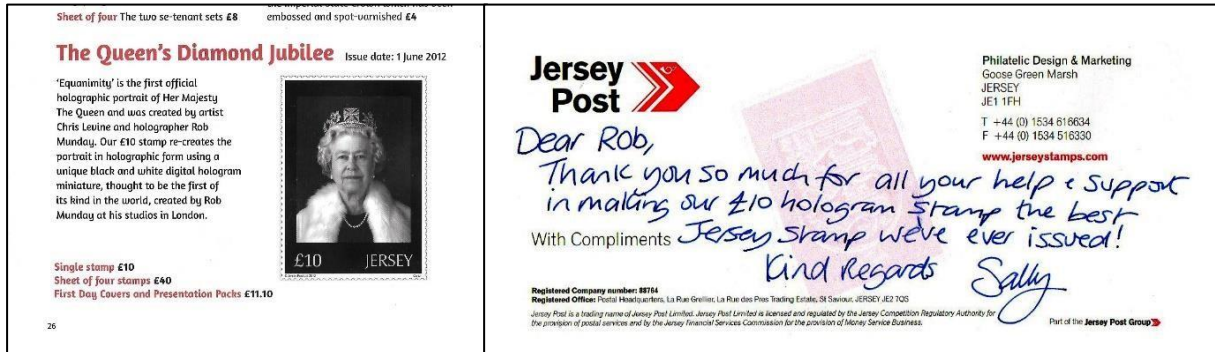 Sheet of four The two se-tenant sets £8
embossed and spot-varnished £4
The Queen's Diamond Jubilee Issue date: 1 June 2012
'Equanimity' is the first official
holographic portrait of Her Majesty
The Queen and was created by artist
Chris Levine and holographer Rob
Munday. Our £10 stamp re-creates the
portrait in holographic form using a
unique black and white digital hologram
miniature, thought to be the first of
its kind in the world, created by Rob
Munday at his studios in London.
£10 JERSEY
Single stamp £10
Sheet of four stamps £40
First Day Covers and Presentation Packs £11.10
26
Jersey
Post
Philatelic Design & Marketing
Goose Green Marsh
JERSEY
JE1 1FH
T +44 (0) 1534 616634
F +44 (0) 1534 516330
www.jerseystamps.com
Dear Rob,
Thank you so much for all your help & support
in making our £10 hologram stamp the best
With Compliments Jersey stamp we've ever issued!
Kind Regards Sally
Registered Company number: 88764
Registered Office: Postal Headquarters, La Rue Grellier, La Rue des Pres Trading Estate, St Saviour, JERSEY JE2 7QS
Jersey Post is a trading name of Jersey Post Limited. Jersey Post Limited is licensed and regulated by the Jersey Competition Regulatory Authority for
the provision of postal services and by the Jersey Financial Services Commission for the provision of Money Service Business.
Part of the Jersey Post Group